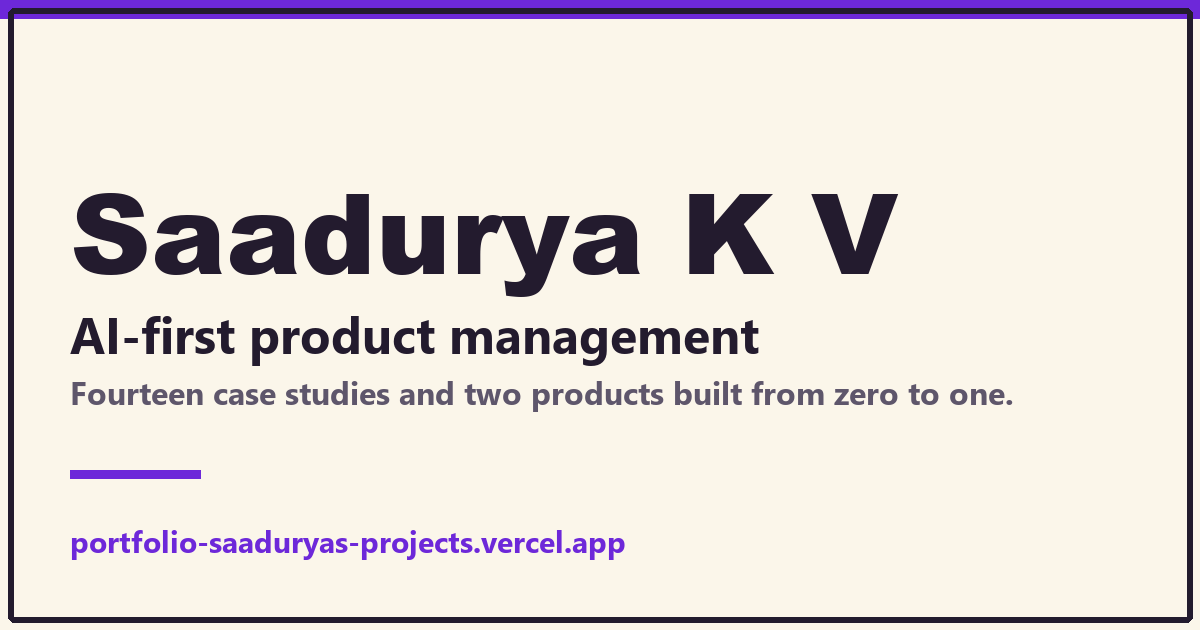 Saadurya K V
AI-first product management
Fourteen case studies and two products built from zero to one.
portfolio-saaduryas-projects.vercel.app